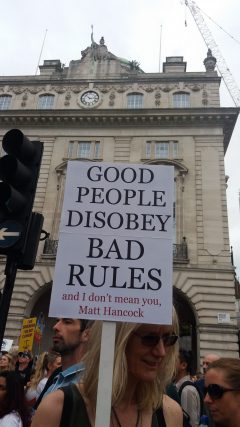 GOOD
PEOPLE
DISOBEY
BAD
RULES
and I don't mean you,
Matt Hancock